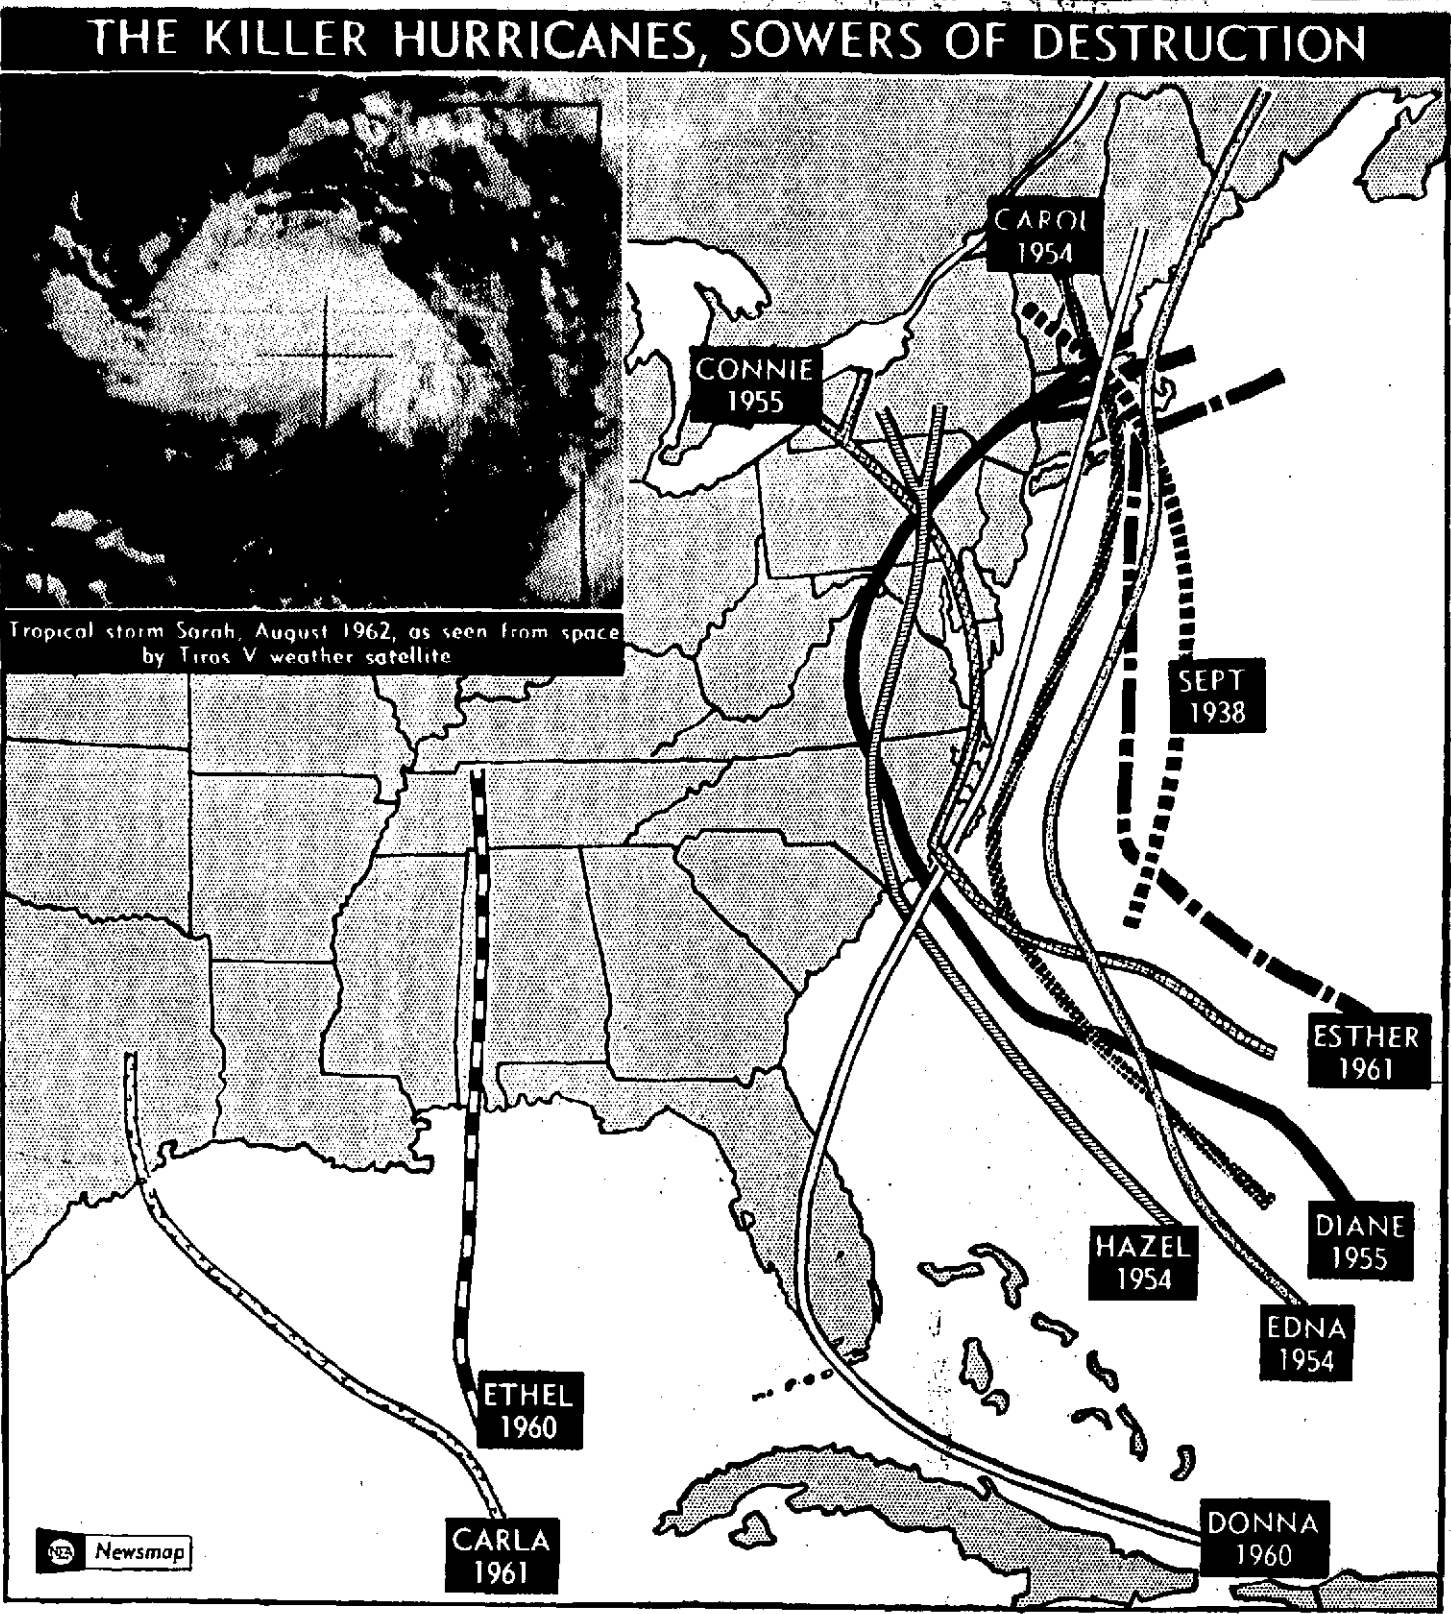 THE KILLER HURRICANES, SOWERS OF DESTRUCTION
CAROL
1954
CONNIE
1955
Tropical storm Sarah, August 1962, as seen from space
by Tiros V weather satellite
SEPT
1938
ESTHER
1961
DIANE
1955
HAZEL
1954
EDNA
1954
ETHEL
1960
DONNA
1960
CARLA
1961
NEA Newsmap